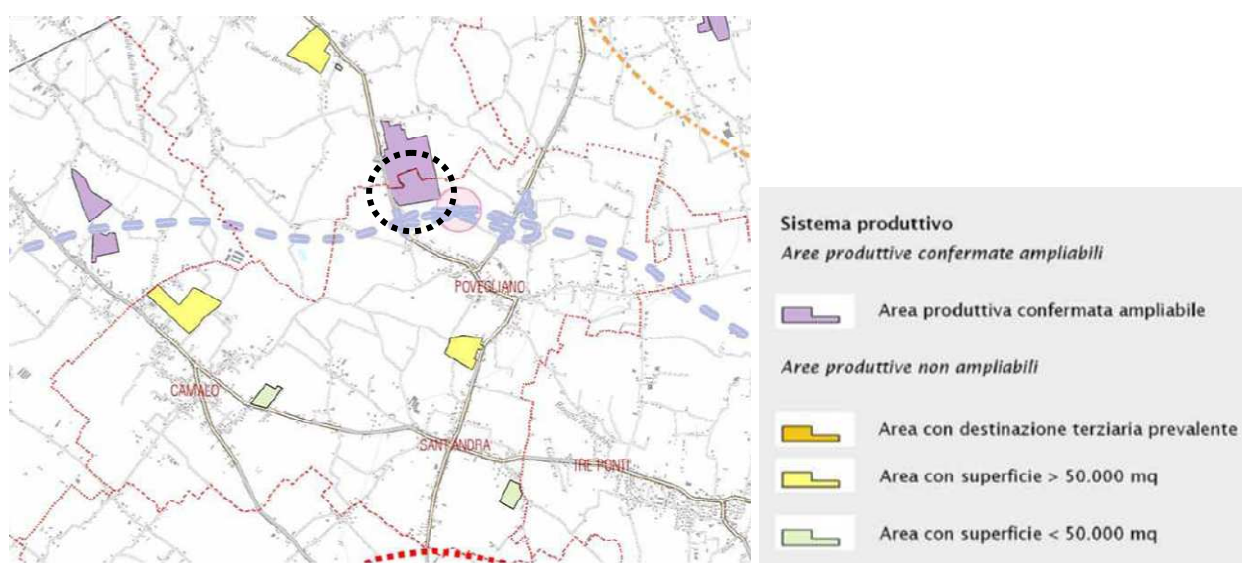 POVEGLIANO
CAMALO'
SANT'ANDRA'
TRE PONTI
Sistema produttivo
Aree produttive confermate ampliabili
Area produttiva confermata ampliabile
Aree produttive non ampliabili
Area con destinazione terziaria prevalente
Area con superficie > 50.000 mq
Area con superficie < 50.000 mq